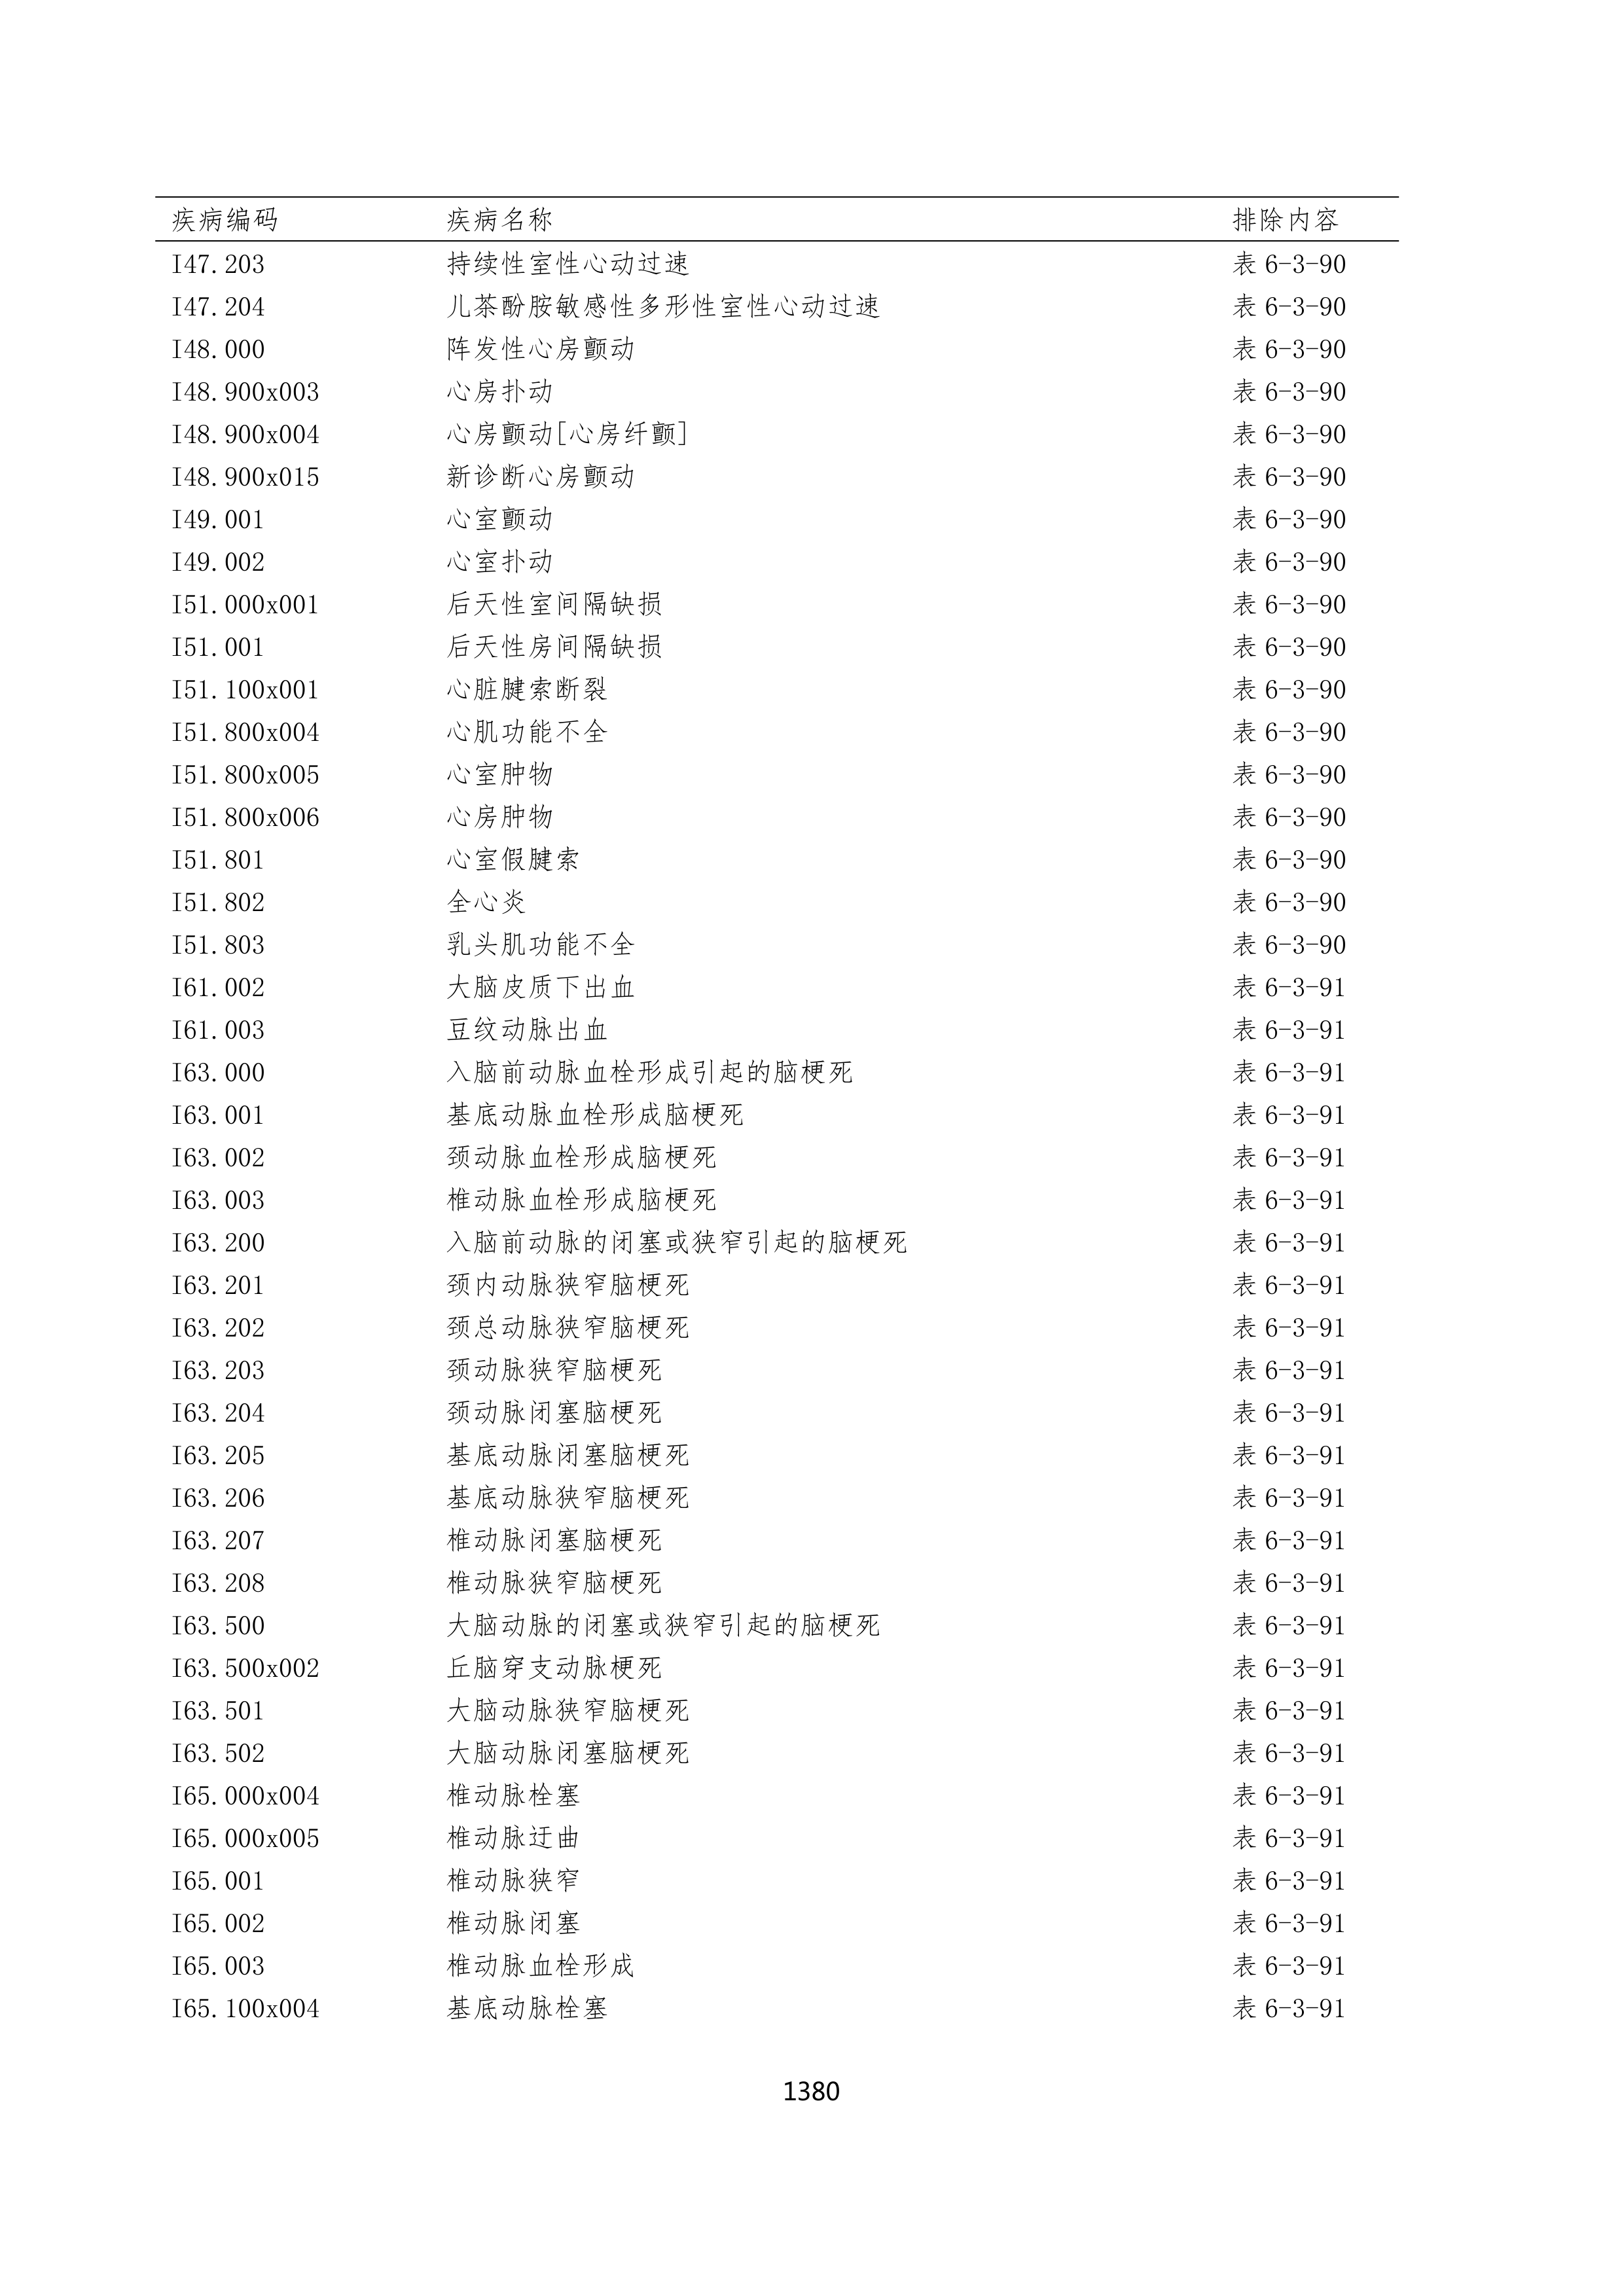 疾病编码 疾病名称 排除内容
I47.203 持续性室性心动过速 表 6-3-90
I47.204 儿茶酚胺敏感性多形性室性心动过速 表 6-3-90
I48.000 阵发性心房颤动 表 6-3-90
I48.900x003 心房扑动 表 6-3-90
I48.900x004 心房颤动[心房纤颤] 表 6-3-90
I48.900x015 新诊断心房颤动 表 6-3-90
I49.001 心室颤动 表 6-3-90
I49.002 心室扑动 表 6-3-90
I51.000x001 后天性室间隔缺损 表 6-3-90
I51.001 后天性房间隔缺损 表 6-3-90
I51.100x001 心脏腱索断裂 表 6-3-90
I51.800x004 心肌功能不全 表 6-3-90
I51.800x005 心室肿物 表 6-3-90
I51.800x006 心房肿物 表 6-3-90
I51.801 心室假腱索 表 6-3-90
I51.802 全心炎 表 6-3-90
I51.803 乳头肌功能不全 表 6-3-90
I61.002 大脑皮质下出血 表 6-3-91
I61.003 豆纹动脉出血 表 6-3-91
I63.000 入脑前动脉血栓形成引起的脑梗死 表 6-3-91
I63.001 基底动脉血栓形成脑梗死 表 6-3-91
I63.002 颈动脉血栓形成脑梗死 表 6-3-91
I63.003 椎动脉血栓形成脑梗死 表 6-3-91
I63.200 入脑前动脉的闭塞或狭窄引起的脑梗死 表 6-3-91
I63.201 颈内动脉狭窄脑梗死 表 6-3-91
I63.202 颈总动脉狭窄脑梗死 表 6-3-91
I63.203 颈动脉狭窄脑梗死 表 6-3-91
I63.204 颈动脉闭塞脑梗死 表 6-3-91
I63.205 基底动脉闭塞脑梗死 表 6-3-91
I63.206 基底动脉狭窄脑梗死 表 6-3-91
I63.207 椎动脉闭塞脑梗死 表 6-3-91
I63.208 椎动脉狭窄脑梗死 表 6-3-91
I63.500 大脑动脉的闭塞或狭窄引起的脑梗死 表 6-3-91
I63.500x002 丘脑穿支动脉梗死 表 6-3-91
I63.501 大脑动脉狭窄脑梗死 表 6-3-91
I63.502 大脑动脉闭塞脑梗死 表 6-3-91
I65.000x004 椎动脉栓塞 表 6-3-91
I65.000x005 椎动脉迂曲 表 6-3-91
I65.001 椎动脉狭窄 表 6-3-91
I65.002 椎动脉闭塞 表 6-3-91
I65.003 椎动脉血栓形成 表 6-3-91
I65.100x004 基底动脉栓塞 表 6-3-91
1380